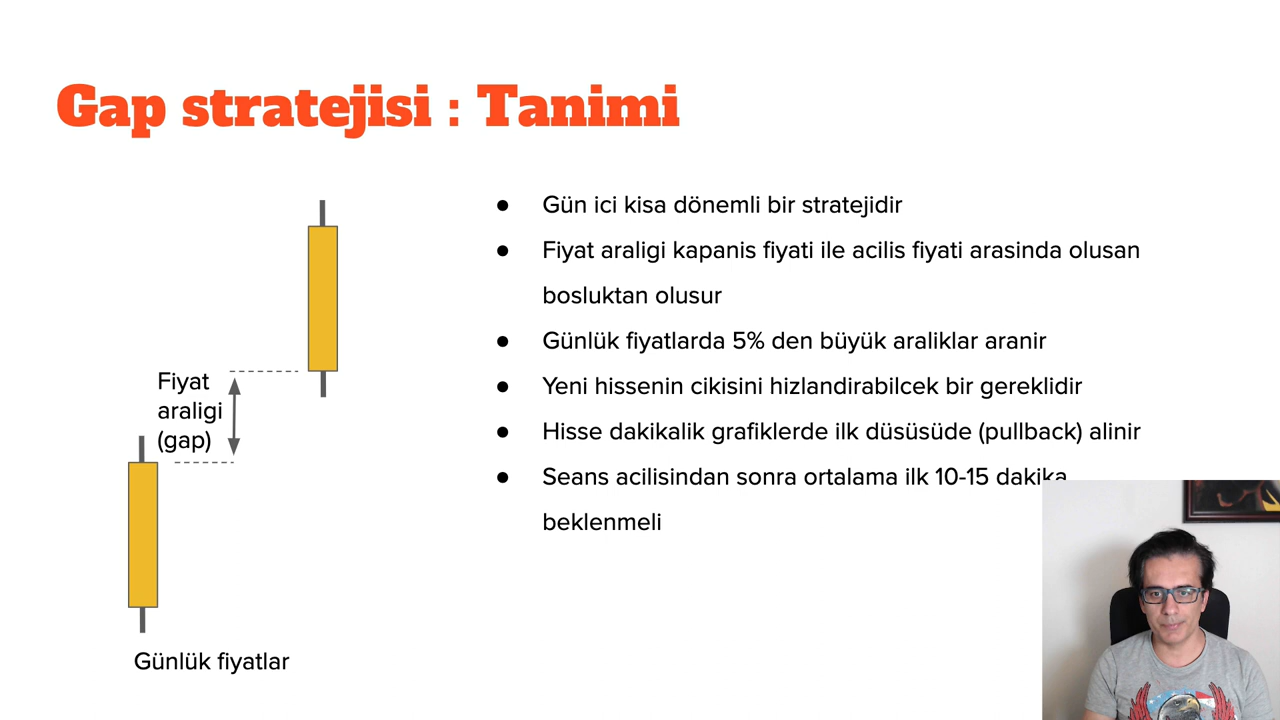 Gap stratejisi : Tanimi
Fiyat
araligi
(gap)
Günlük fiyatlar
Gün ici kisa dönemli bir stratejidir
Fiyat araligi kapanis fiyati ile acilis fiyati arasinda olusan
bosluktan olusur
Günlük fiyatlarda 5% den büyük araliklar aranir
Yeni hissenin cikisini hizlandirabilcek bir gereklidir
Hisse dakikalik grafiklerde ilk düsüsüde (pullback) alinir
Seans acilisindan sonra ortalama ilk 10-15 dakika
beklenmeli